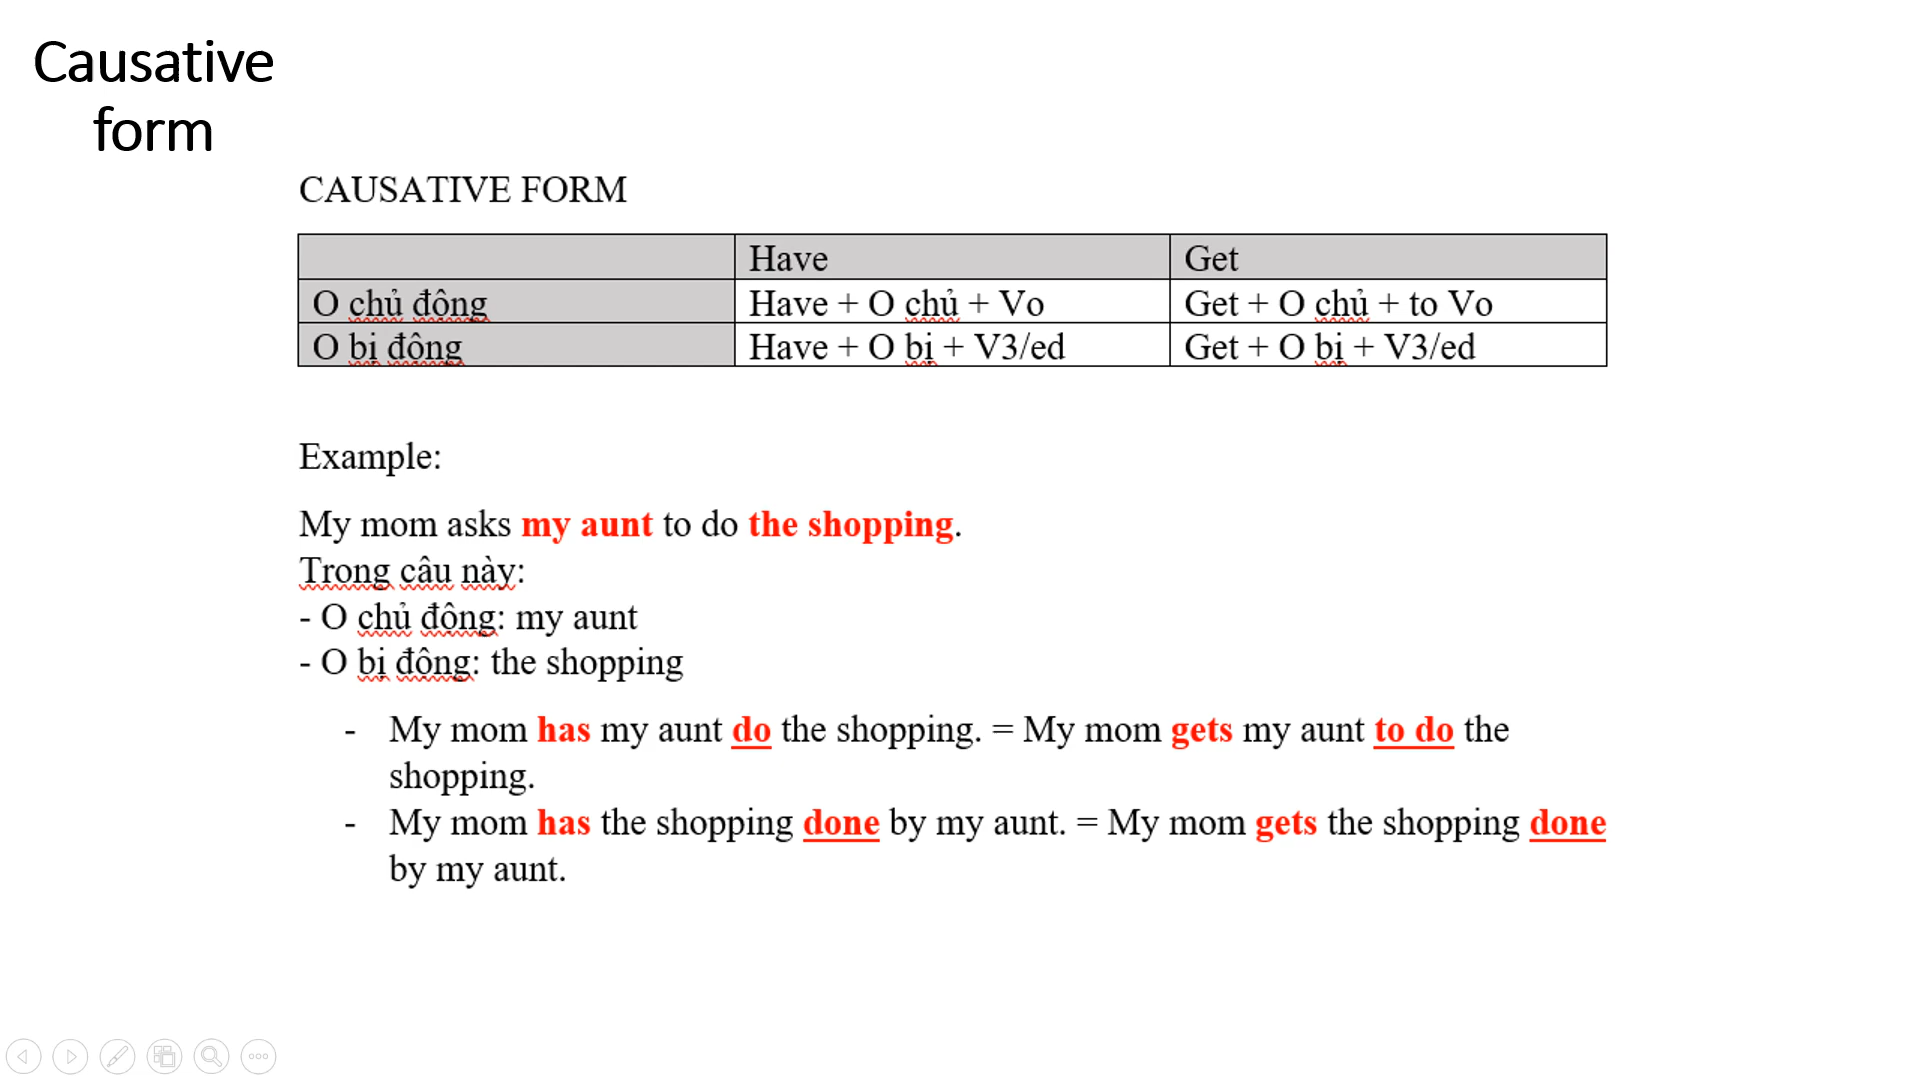 Causative
form
CAUSATIVE FORM
Have Get
O chủ động Have + O chủ + Vo Get + O chủ + to Vo
O bị động Have + O bị + V3/ed Get + O bị + V3/ed
Example:
My mom asks my aunt to do the shopping.
Trong câu này:
- O chủ động: my aunt
- O bị động: the shopping
- My mom has my aunt do the shopping. = My mom gets my aunt to do the
shopping.
- My mom has the shopping done by my aunt. = My mom gets the shopping done
by my aunt.